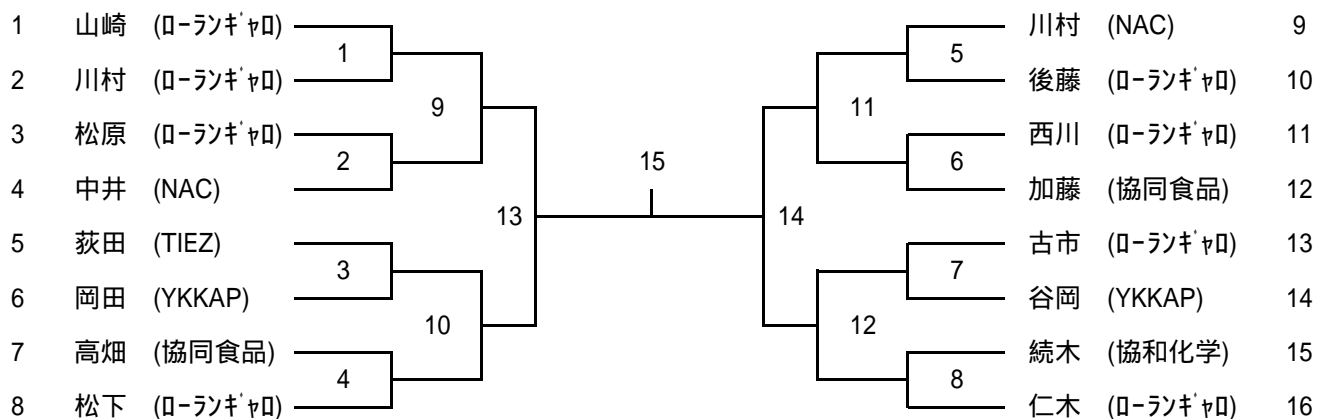 1 山崎 (ﾛｰﾗﾝｷﾞｬﾛ)
2 川村 (ﾛｰﾗﾝｷﾞｬﾛ)
3 松原 (ﾛｰﾗﾝｷﾞｬﾛ)
4 中井 (NAC)
5 荻田 (TIEZ)
6 岡田 (YKKAP)
7 高畑 (協同食品)
8 松下 (ﾛｰﾗﾝｷﾞｬﾛ)
1
2
3
4
9
10
13
15
14
11
12
5
6
7
8
川村 (NAC) 9
後藤 (ﾛｰﾗﾝｷﾞｬﾛ) 10
西川 (ﾛｰﾗﾝｷﾞｬﾛ) 11
加藤 (協同食品) 12
古市 (ﾛｰﾗﾝｷﾞｬﾛ) 13
谷岡 (YKKAP) 14
続木 (協和化学) 15
仁木 (ﾛｰﾗﾝｷﾞｬﾛ) 16